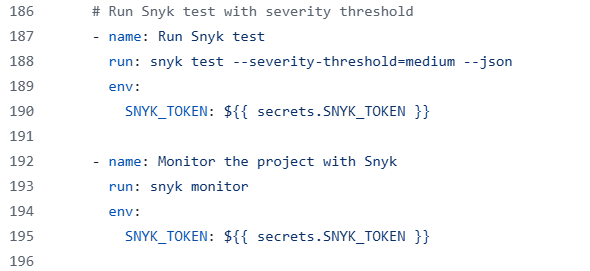 186       # Run Snyk test with severity threshold
187       - name: Run Snyk test
188         run: snyk test --severity-threshold=medium --json
189         env:
190           SNYK_TOKEN: ${{ secrets.SNYK_TOKEN }}
191
192       - name: Monitor the project with Snyk
193         run: snyk monitor
194         env:
195           SNYK_TOKEN: ${{ secrets.SNYK_TOKEN }}
196